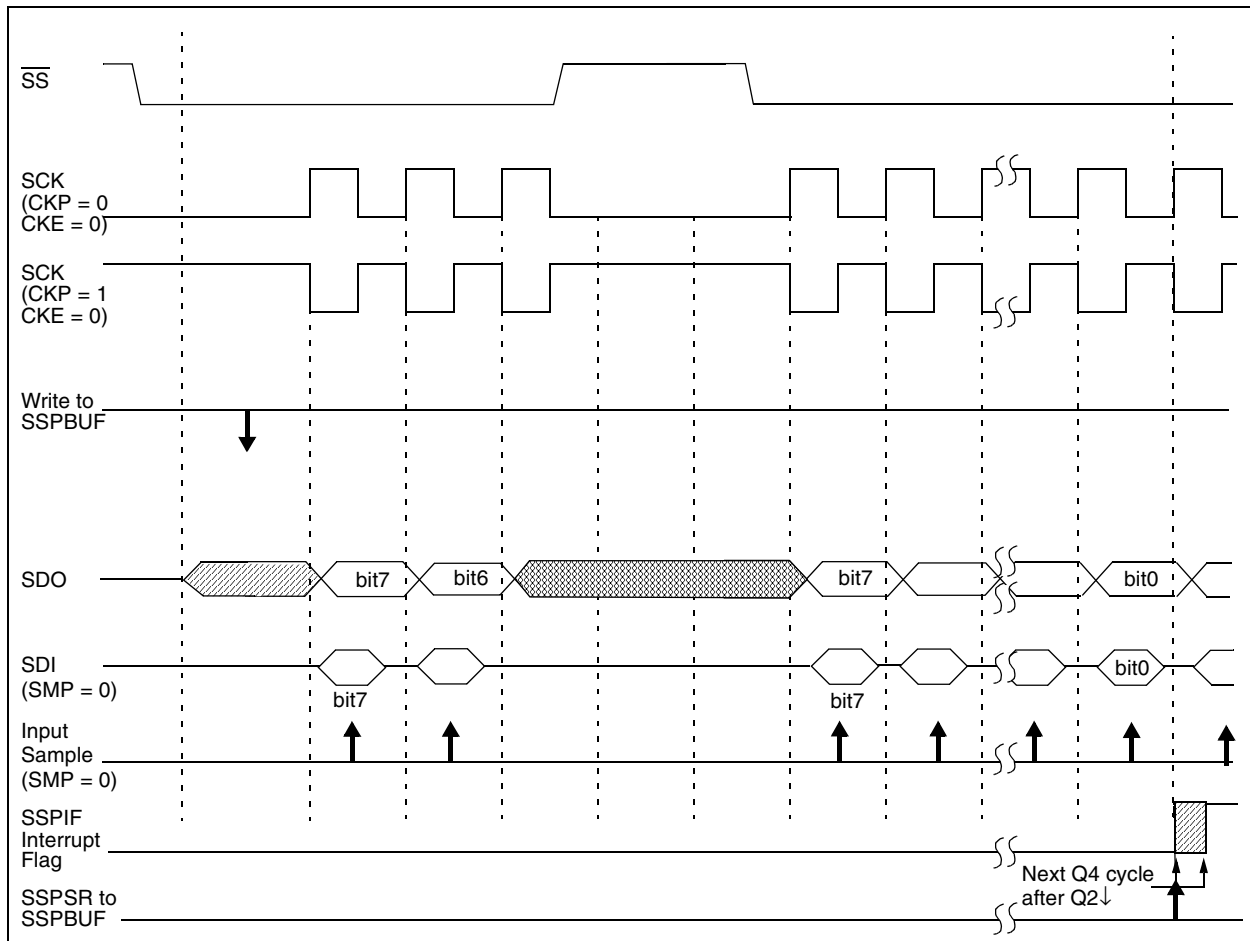 SS
SCK
(CKP = 0
CKE = 0)
SCK
(CKP = 1
CKE = 0)
Write to
SSPBUF
SDO
bit7
bit6
bit7
bit0
SDI
(SMP = 0)
bit7
bit7
bit0
Input
Sample
(SMP = 0)
SSPIF
Interrupt
Flag
Next Q4 cycle
after Q2↓
SSPSR to
SSPBUF